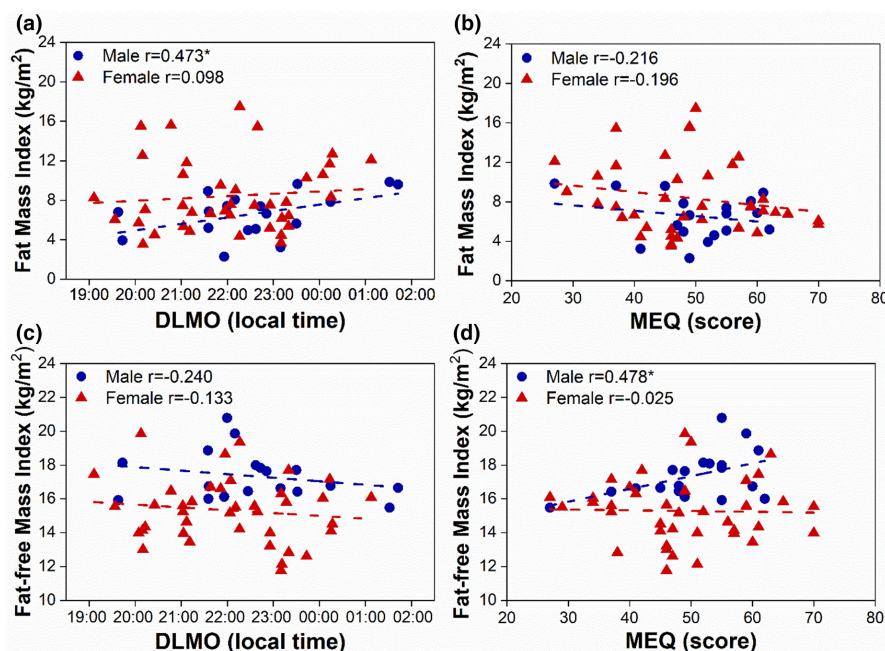 (a)
Fat Mass Index (kg/m²)
24
20
16
12
8
4
0
Male r=0.473*
Female r=0.098
19:00 20:00 21:00 22:00 23:00 00:00 01:00 02:00
DLMO (local time)
(b)
Fat Mass Index (kg/m²)
24
20
16
12
8
4
0
Male r=-0.216
Female r=-0.196
20 30 40 50 60 70 80
MEQ (score)
(c)
Fat-free Mass Index (kg/m²)
24
22
20
18
16
14
12
10
Male r=-0.240
Female r=-0.133
19:00 20:00 21:00 22:00 23:00 00:00 01:00 02:00
DLMO (local time)
(d)
Fat-free Mass Index (kg/m²)
24
22
20
18
16
14
12
10
Male r=0.478*
Female r=-0.025
20 30 40 50 60 70 80
MEQ (score)